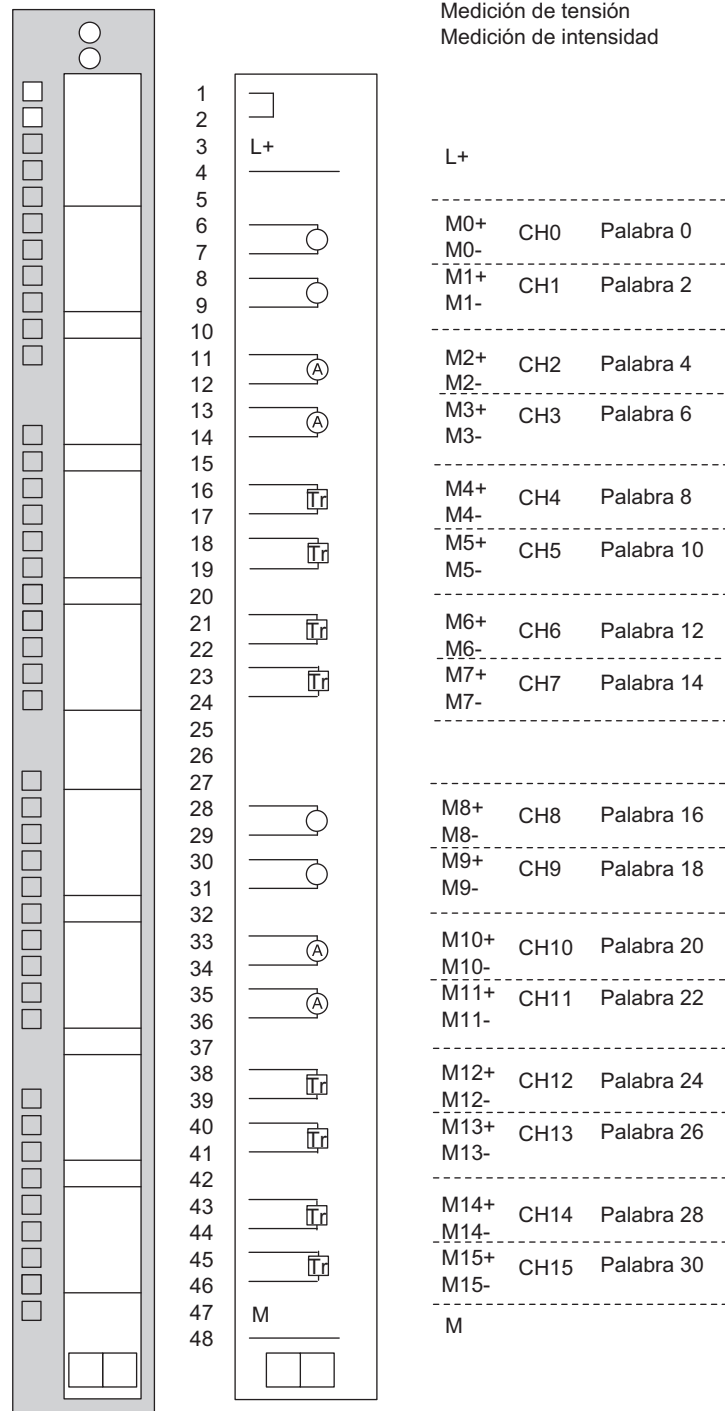 Medición de tensión
Medición de intensidad
1
2
3 L+ L+
4
5
6 M0+ CH0 Palabra 0
7 M0-
8 M1+ CH1 Palabra 2
9 M1-
10
11 A M2+ CH2 Palabra 4
12 M2-
13 A M3+ CH3 Palabra 6
14 M3-
15
16 Tr M4+ CH4 Palabra 8
17 M4-
18 Tr M5+ CH5 Palabra 10
19 M5-
20
21 Tr M6+ CH6 Palabra 12
22 M6-
23 Tr M7+ CH7 Palabra 14
24 M7-
25
26
27
28 M8+ CH8 Palabra 16
29 M8-
30 M9+ CH9 Palabra 18
31 M9-
32
33 A M10+ CH10 Palabra 20
34 M10-
35 A M11+ CH11 Palabra 22
36 M11-
37
38 Tr M12+ CH12 Palabra 24
39 M12-
40 Tr M13+ CH13 Palabra 26
41 M13-
42
43 Tr M14+ CH14 Palabra 28
44 M14-
45 Tr M15+ CH15 Palabra 30
46 M15-
47 M M
48